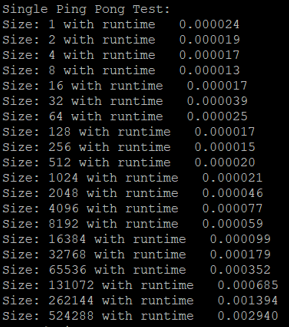 Single Ping Pong Test:
Size: 1 with runtime   0.000024
Size: 2 with runtime   0.000019
Size: 4 with runtime   0.000017
Size: 8 with runtime   0.000013
Size: 16 with runtime   0.000017
Size: 32 with runtime   0.000039
Size: 64 with runtime   0.000025
Size: 128 with runtime   0.000017
Size: 256 with runtime   0.000015
Size: 512 with runtime   0.000020
Size: 1024 with runtime   0.000021
Size: 2048 with runtime   0.000046
Size: 4096 with runtime   0.000077
Size: 8192 with runtime   0.000059
Size: 16384 with runtime   0.000099
Size: 32768 with runtime   0.000179
Size: 65536 with runtime   0.000352
Size: 131072 with runtime   0.000685
Size: 262144 with runtime   0.001394
Size: 524288 with runtime   0.002940